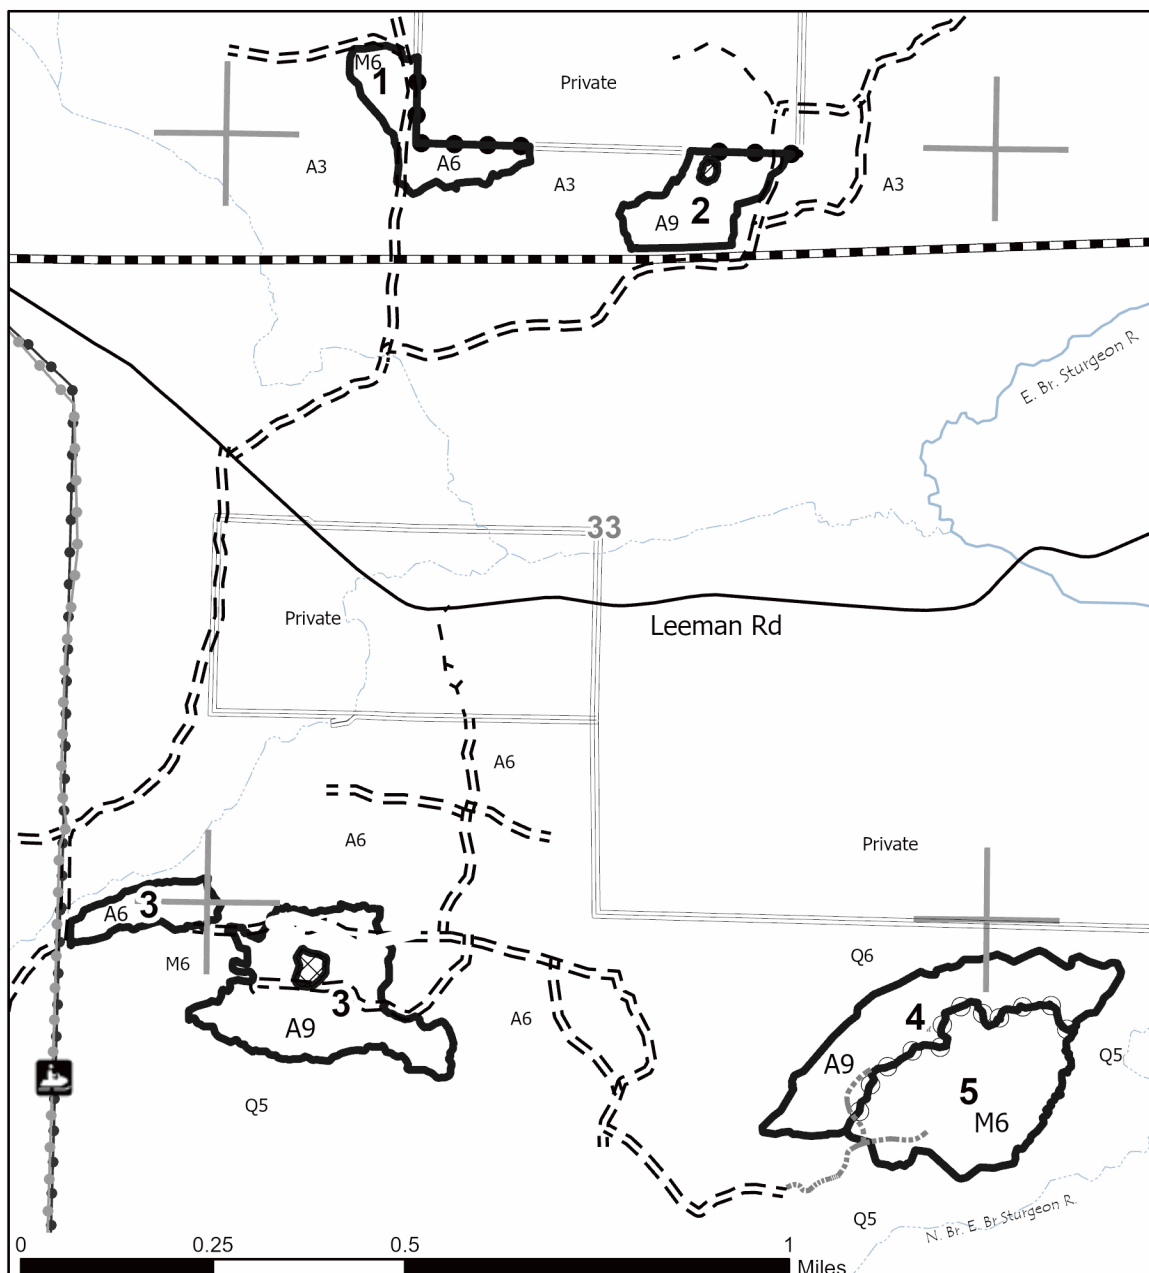 M6
1
Private
A6
A3
A3
A3
A9
2
E. Br. Sturgeon R
33
Private
Leeman Rd
A6
A6
Private
A6
3
M6
Q6
3
A9
A6
4
A9
Q5
5
M6
Q5
Q5
N. Br. E. Br Sturgeon R.
0 0.25 0.5 1
Miles